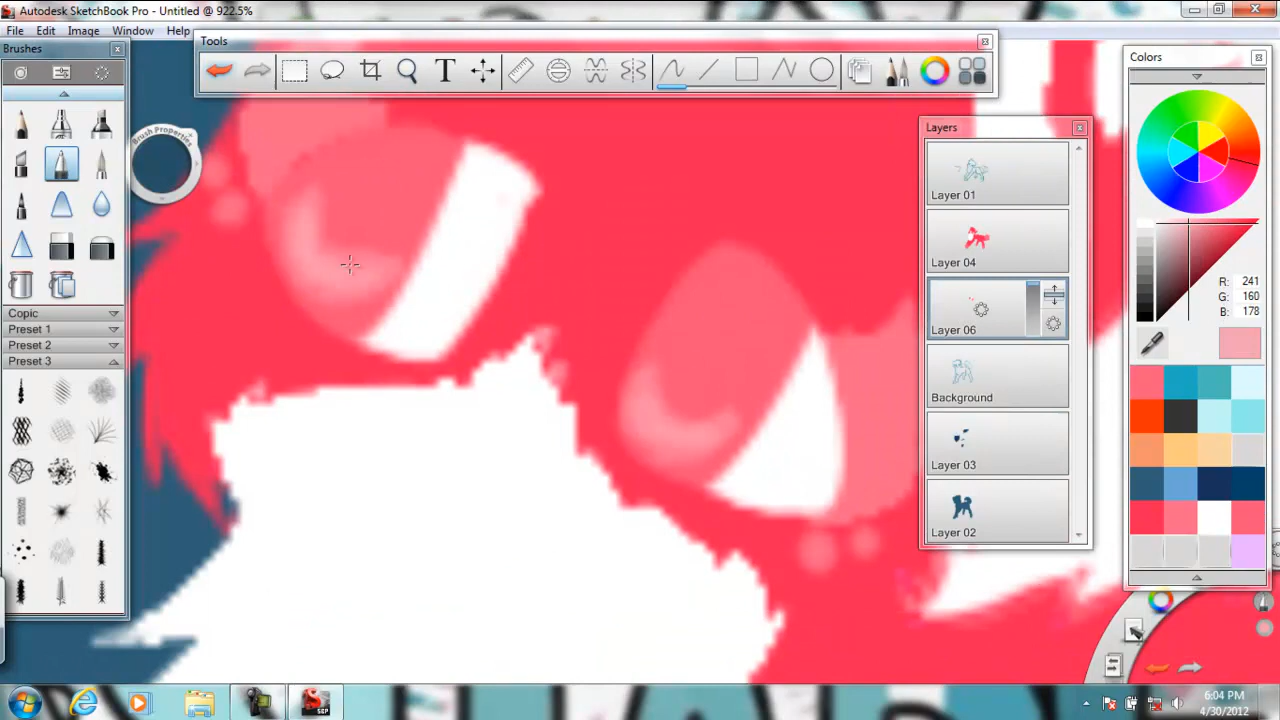 Autodesk SketchBook Pro - Untitled @ 922.5%
File Edit Image Window Help
Brushes
Tools
T
Brush Properties
Layers
Layer 01
Layer 04
Layer 06
Background
Layer 03
Layer 02
Colors
R: 241
G: 160
B: 178
Copic
Preset 1
Preset 2
Preset 3
SEP
6:04 PM
4/30/2012